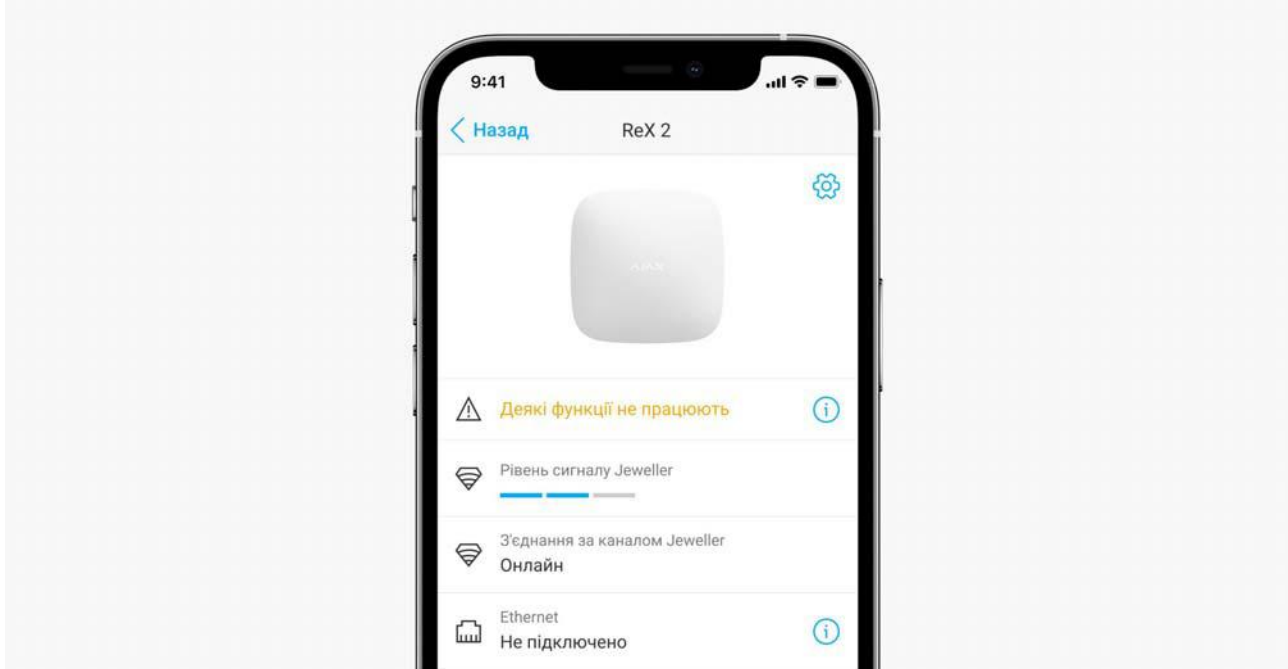 9:41
Назад
ReX 2
AJAX
Деякі функції не працюють
Рівень сигналу Jeweller
З'єднання за каналом Jeweller
Онлайн
Ethernet
Не підключено